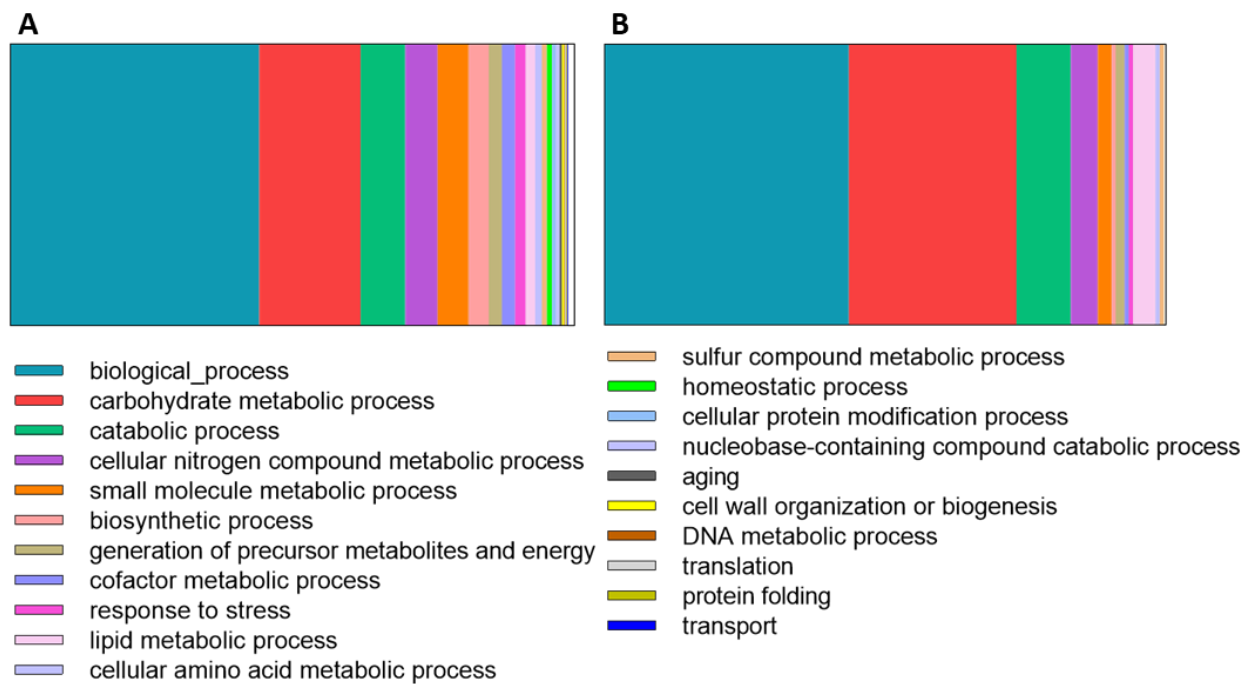 A
B
biological_process
carbohydrate metabolic process
catabolic process
cellular nitrogen compound metabolic process
small molecule metabolic process
biosynthetic process
generation of precursor metabolites and energy
cofactor metabolic process
response to stress
lipid metabolic process
cellular amino acid metabolic process
sulfur compound metabolic process
homeostatic process
cellular protein modification process
nucleobase-containing compound catabolic process
aging
cell wall organization or biogenesis
DNA metabolic process
translation
protein folding
transport